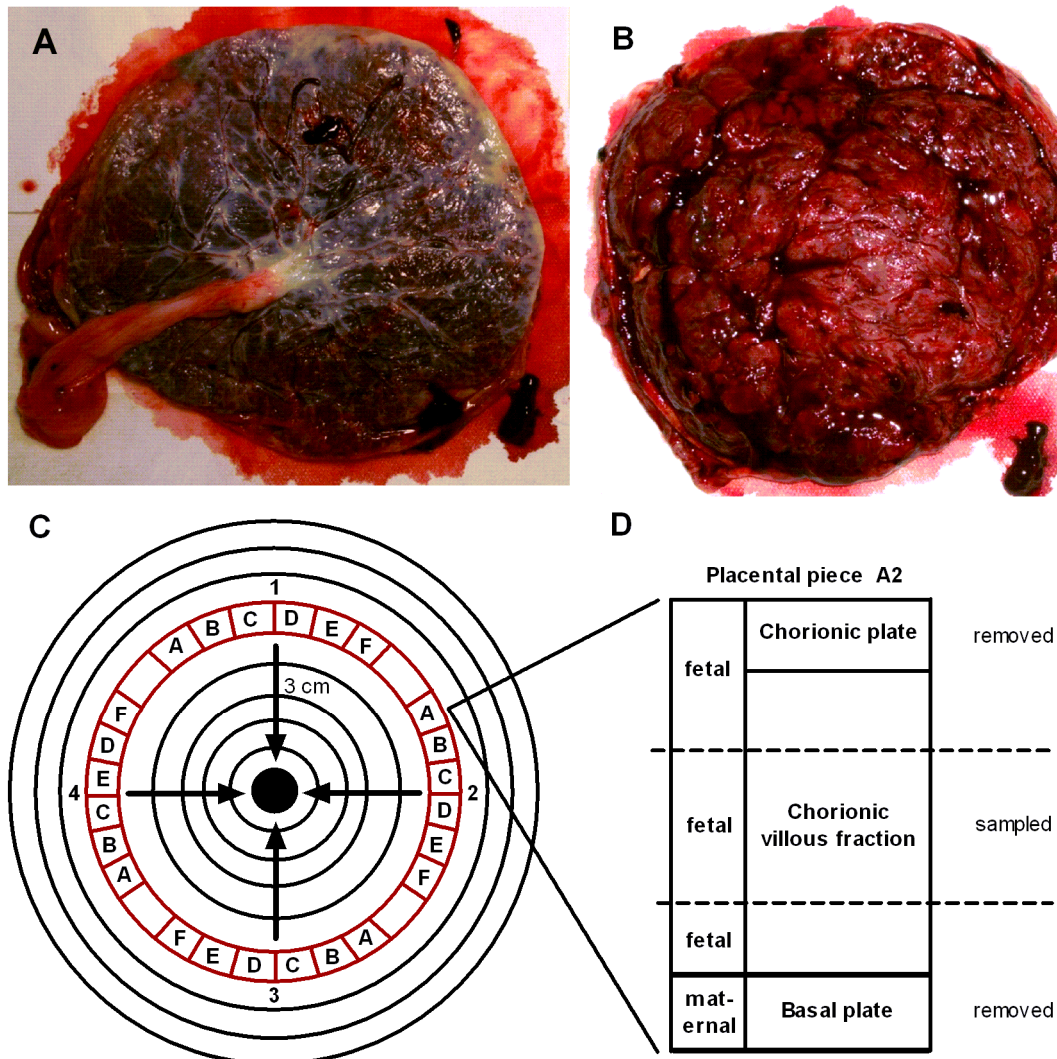 A
B
C
D
1
A B C D E F
3 cm
F
D
E
4
C
B
A
A
B
C
2
D
E
F
F E D C B A
3
Placental piece A2
fetal
Chorionic plate
removed
fetal
Chorionic
villous fraction
sampled
fetal
mat-
ernal
Basal plate
removed